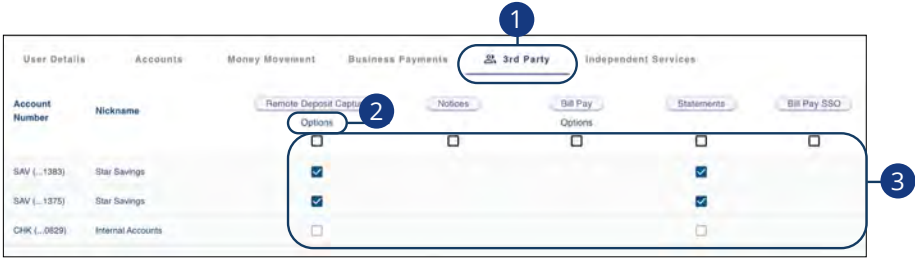 1
User Details Accounts Money Movement Business Payments 3rd Party Independent Services
Account Number Nickname Remote Deposit Notices Bill Pay Statements Bill Pay SSO
2
Options Options
3
SAV (...1383) Star Savings
SAV (...1375) Star Savings
CHK (...0829) Internal Accounts